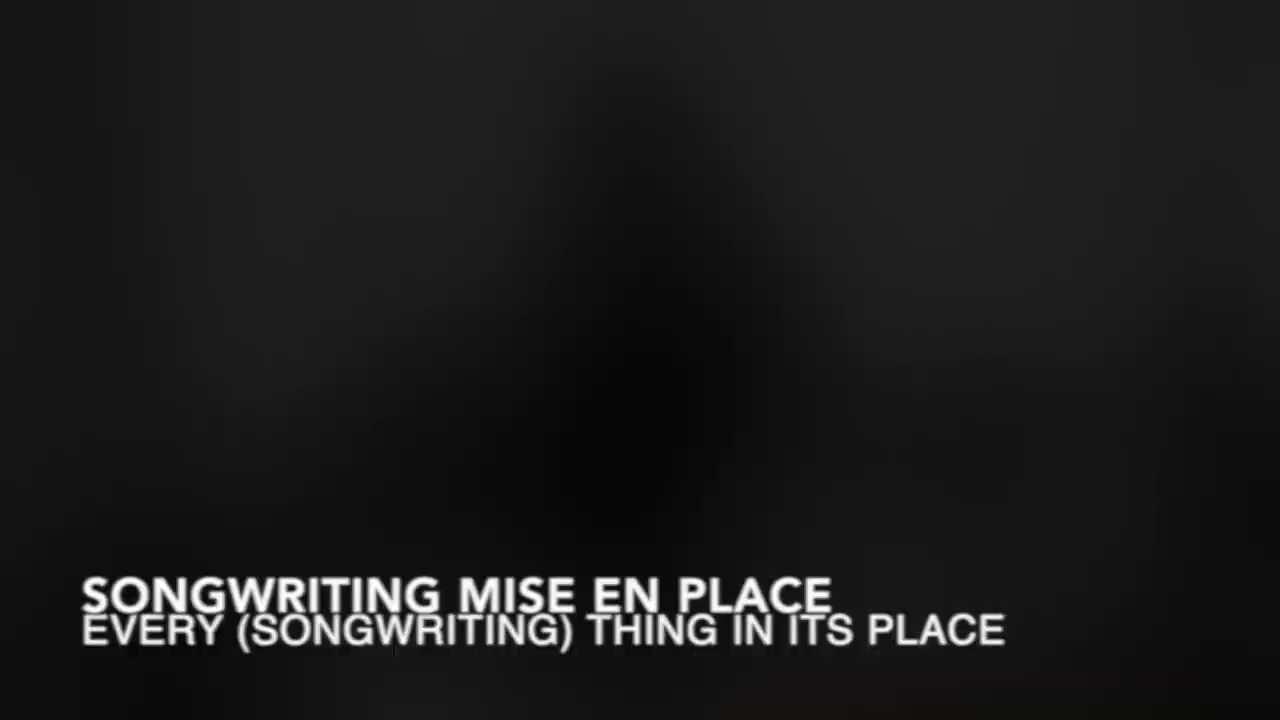 SONGWRITING MISE EN PLACE
EVERY (SONGWRITING) THING IN ITS PLACE